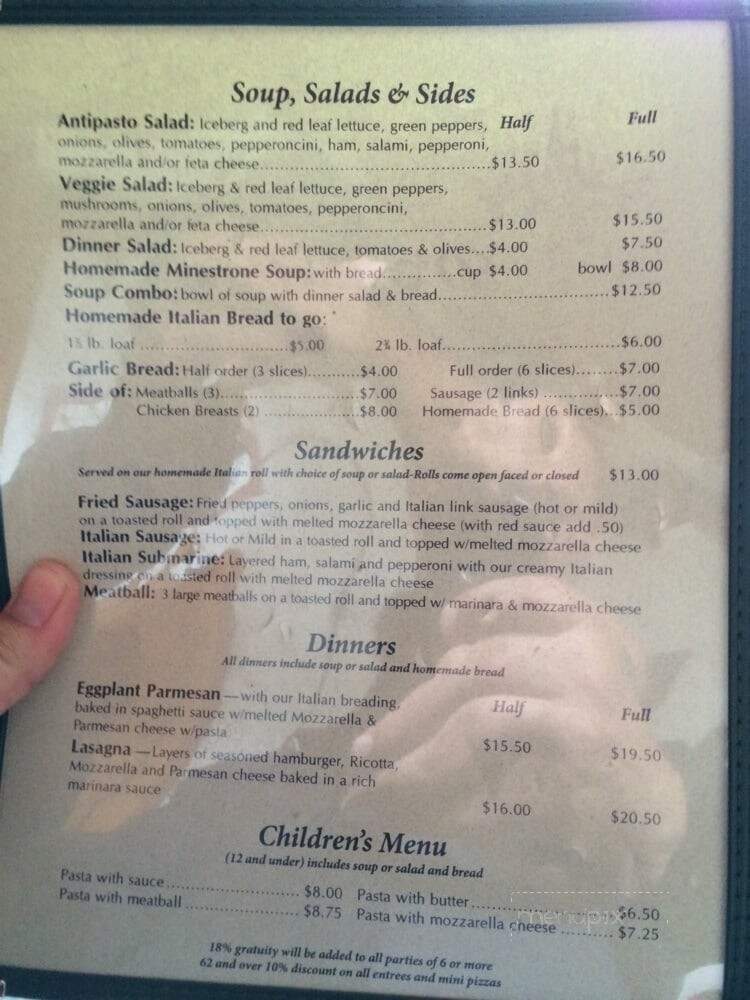 Soup, Salads & Sides
Antipasto Salad: Iceberg and red leaf lettuce, green peppers, Half Full
onions, olives, tomatoes, pepperoncini, ham, salami, pepperoni,
mozzarella and/or feta cheese...............................................$13.50 $16.50
Veggie Salad: Iceberg & red leaf lettuce, green peppers,
mushrooms, onions, olives, tomatoes, pepperoncini,
mozzarella and/or feta cheese...............................................$13.00 $15.50
Dinner Salad: Iceberg & red leaf lettuce, tomatoes & olives....$4.00 $7.50
Homemade Minestrone Soup: with bread...............cup $4.00 bowl $8.00
Soup Combo: bowl of soup with dinner salad & bread...................................$12.50
Homemade Italian Bread to go:
lb. loaf ..............................$5.00 lb. loaf.....................................$6.00
Garlic Bread: Half order (3 slices)...........$4.00 Full order (6 slices)........$7.00
Side of: Meatballs (3).............................$7.00 Sausage (2 links) ...............$7.00
Chicken Breasts (2) ....................$8.00 Homemade Bread (6 slices)...$5.00
Sandwiches
Served on our homemade Italian roll with choice of soup or salad-Rolls come open faced or closed $13.00
Fried Sausage: Fried peppers, onions, garlic and Italian link sausage (hot or mild)
on a toasted roll and topped with melted mozzarella cheese (with red sauce add .50)
Italian Sausage: Hot or Mild in a toasted roll and topped w/melted mozzarella cheese
Italian Submarine: Layered ham, salami and pepperoni with our creamy Italian
dressing on a toasted roll with melted mozzarella cheese
Meatball: 3 large meatballs on a toasted roll and topped w/ marinara & mozzarella cheese
Dinners
All dinners include soup or salad and homemade bread
Eggplant Parmesan — with our Italian breading, Half Full
baked in spaghetti sauce w/melted Mozzarella &
Parmesan cheese w/pasta $15.50 $19.50
Lasagna — Layers of seasoned hamburger, Ricotta,
Mozzarella and Parmesan cheese baked in a rich
marinara sauce $16.00 $20.50
Children's Menu
(12 and under) includes soup or salad and bread
Pasta with sauce............................ $8.00 Pasta with butter............................$6.50
Pasta with meatball ........................ $8.75 Pasta with mozzarella cheese .......... $7.25
18% gratuity will be added to all parties of 6 or more
62 and over 10% discount on all entrees and mini pizzas